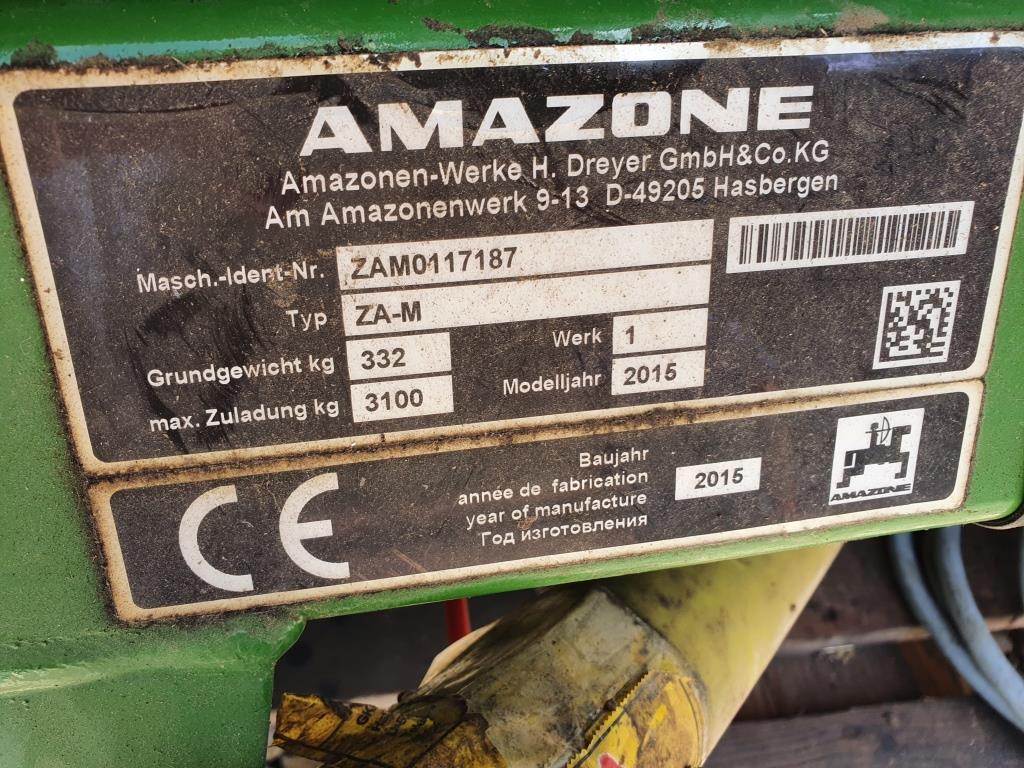 AMAZONE
Amazonen-Werke H. Dreyer GmbH&Co.KG
Am Amazonenwerk 9-13 D-49205 Hasbergen
Masch.-Ident-Nr. ZAM0117187
Typ ZA-M
Grundgewicht kg 332 Werk 1
max. Zuladung kg 3100 Modelljahr 2015
CE
Baujahr
année de fabrication
year of manufacture
Год изготовления
2015
AMAZONE